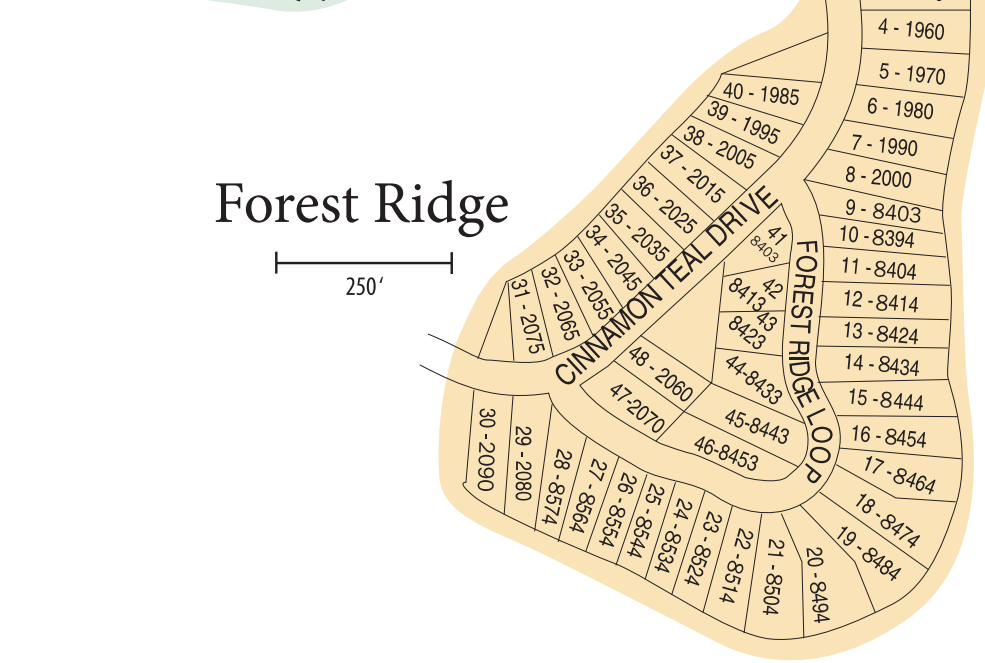 Forest Ridge
250'
4 - 1960
5 - 1970
6 - 1980
7 - 1990
8 - 2000
9 - 8403
10 - 8394
11 - 8404
12 - 8414
13 - 8424
14 - 8434
15 - 8444
16 - 8454
17 - 8464
18 - 8474
19 - 8484
20 - 8494
21 - 8504
22 - 8514
23 - 8524
24 - 8534
25 - 8544
26 - 8554
27 - 8564
28 - 8574
29 - 2080
30 - 2090
31 - 2075
32 - 2065
33 - 2055
34 - 2045
35 - 2035
36 - 2025
37 - 2015
38 - 2005
39 - 1995
40 - 1985
CINNAMON TEAL DRIVE
FOREST RIDGE LOOP
41
8403
42
8413
43
8423
44-8433
45-8443
46-8453
47-2070
48 - 2060